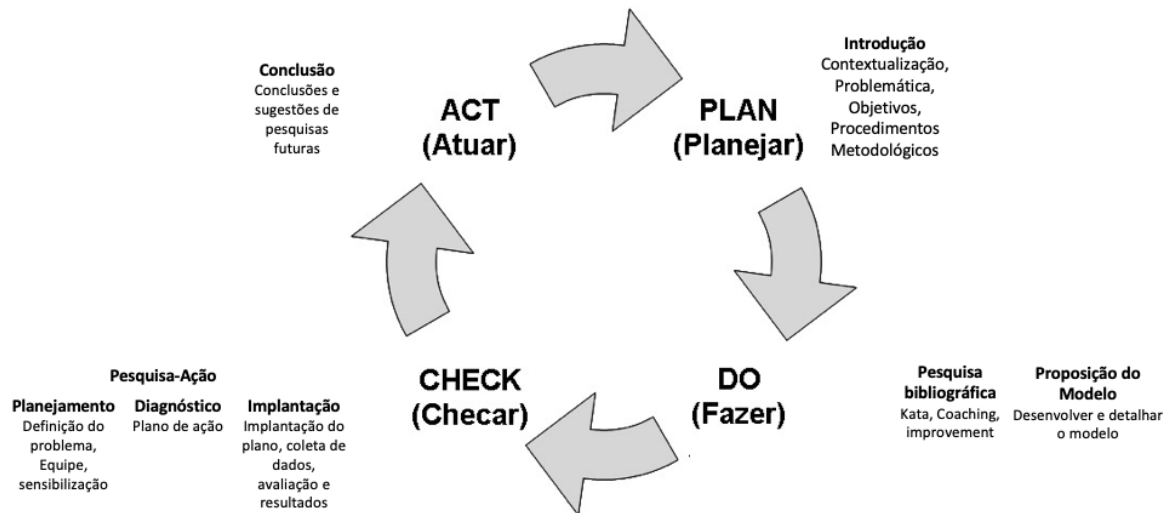 Conclusão
Conclusões e
sugestões de
pesquisas
futuras
ACT
(Atuar)
PLAN
(Planejar)
Introdução
Contextualização,
Problemática,
Objetivos,
Procedimentos
Metodológicos
Pesquisa-Ação
Planejamento
Definição do
problema,
Equipe,
sensibilização
Diagnóstico
Plano de ação
Implantação
Implantação do
plano, coleta de
dados,
avaliação e
resultados
CHECK
(Checar)
DO
(Fazer)
Pesquisa
bibliográfica
Kata, Coaching,
improvement
Proposição do
Modelo
Desenvolver e detalhar
o modelo